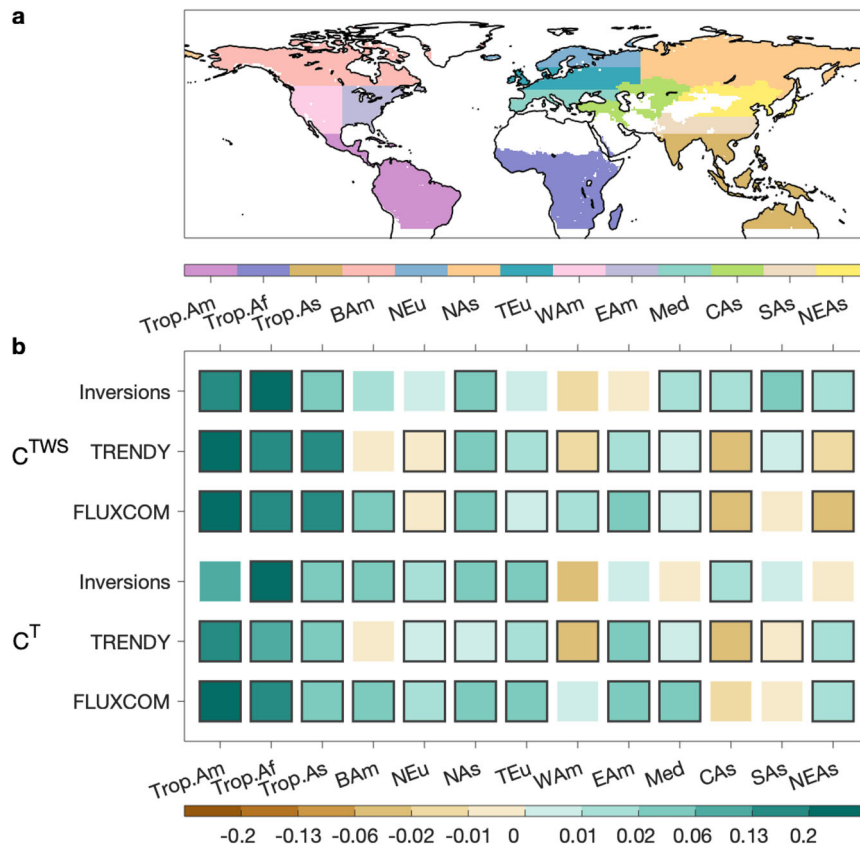 a
Trop.Am Trop.Af Trop.As BAm NEu NAs TEu WAm EAm Med CAs SAs NEAs
b
Inversions
C^TWS TRENDY
FLUXCOM
Inversions
C^T TRENDY
FLUXCOM
Trop.Am Trop.Af Trop.As BAm NEu NAs TEu WAm EAm Med CAs SAs NEAs
-0.2 -0.13 -0.06 -0.02 -0.01 0 0.01 0.02 0.06 0.13 0.2